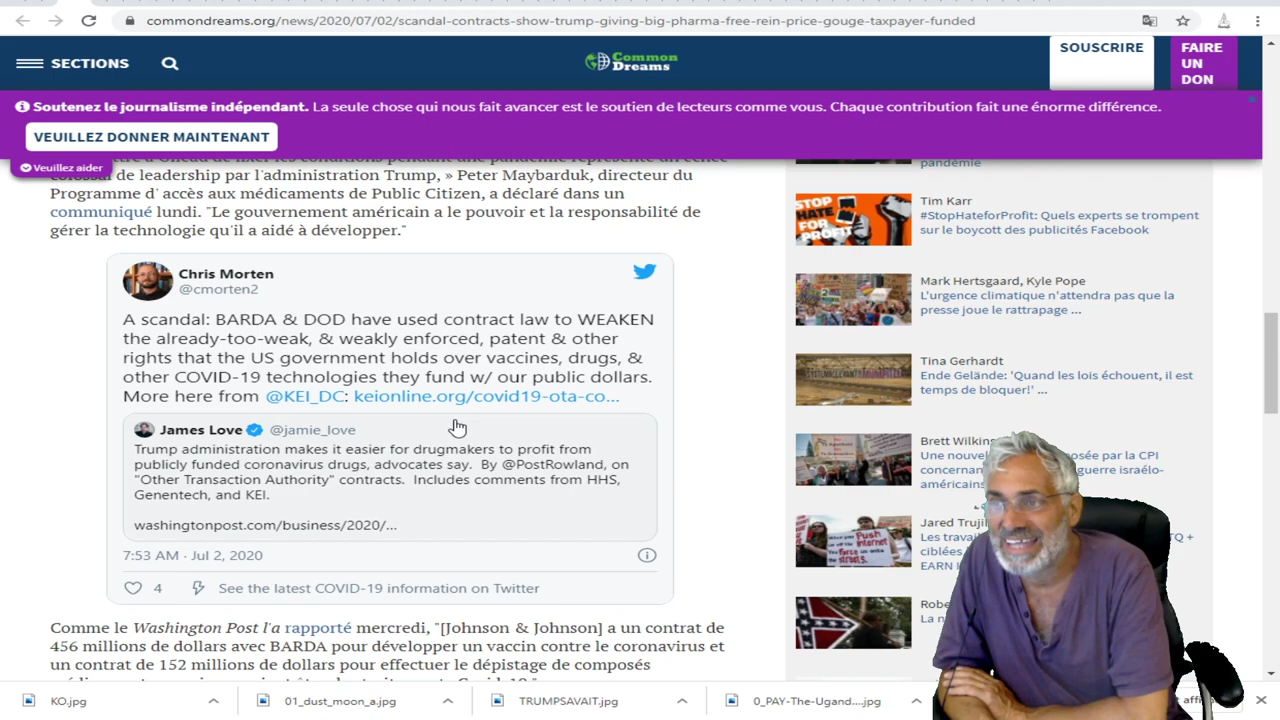 commondreams.org/news/2020/07/02/scandal-contracts-show-trump-giving-big-pharma-free-rein-price-gouge-taxpayer-funded
SECTIONS
Common
Dreams
SOUSCRIRE
FAIRE
UN
DON
Soutenez le journalisme indépendant. La seule chose qui nous fait avancer est le soutien de lecteurs comme vous. Chaque contribution fait une énorme différence.
VEUILLEZ DONNER MAINTENANT
Veuillez aider
colossal de leadership par l'administration Trump, » Peter Maybarduk, directeur du
Programme d' accès aux médicaments de Public Citizen, a déclaré dans un
communiqué lundi. "Le gouvernement américain a le pouvoir et la responsabilité de
gérer la technologie qu'il a aidé à développer."
Chris Morten
@cmorten2
A scandal: BARDA & DOD have used contract law to WEAKEN
the already-too-weak, & weakly enforced, patent & other
rights that the US government holds over vaccines, drugs, &
other COVID-19 technologies they fund w/ our public dollars.
More here from @KEI_DC: keionline.org/covid19-ota-co...
James Love @jamie_love
Trump administration makes it easier for drugmakers to profit from
publicly funded coronavirus drugs, advocates say. By @PostRowland, on
"Other Transaction Authority" contracts. Includes comments from HHS,
Genentech, and KEI.
washingtonpost.com/business/2020/...
7:53 AM · Jul 2, 2020
4 See the latest COVID-19 information on Twitter
Comme le Washington Post l'a rapporté mercredi, "[Johnson & Johnson] a un contrat de
456 millions de dollars avec BARDA pour développer un vaccin contre le coronavirus et
un contrat de 152 millions de dollars pour effectuer le dépistage de composés
pandémie
STOP
HATE
FOR
PROFIT
Tim Karr
#StopHateforProfit: Quels experts se trompent
sur le boycott des publicités Facebook
Mark Hertsgaard, Kyle Pope
L'urgence climatique n'attendra pas que la
presse joue le rattrapage ...
Tina Gerhardt
Ende Gelände: 'Quand les lois échouent, il est
temps de bloquer!' ...
Brett Wilkin
concernan
américains
guerre israélo-
Jared Trujil
Les travai
ciblées,
EARN I
Robe
La n
KO.jpg
01_dust_moon_a.jpg
TRUMPSAVAIT.jpg
0_PAY-The-Ugand....jpg